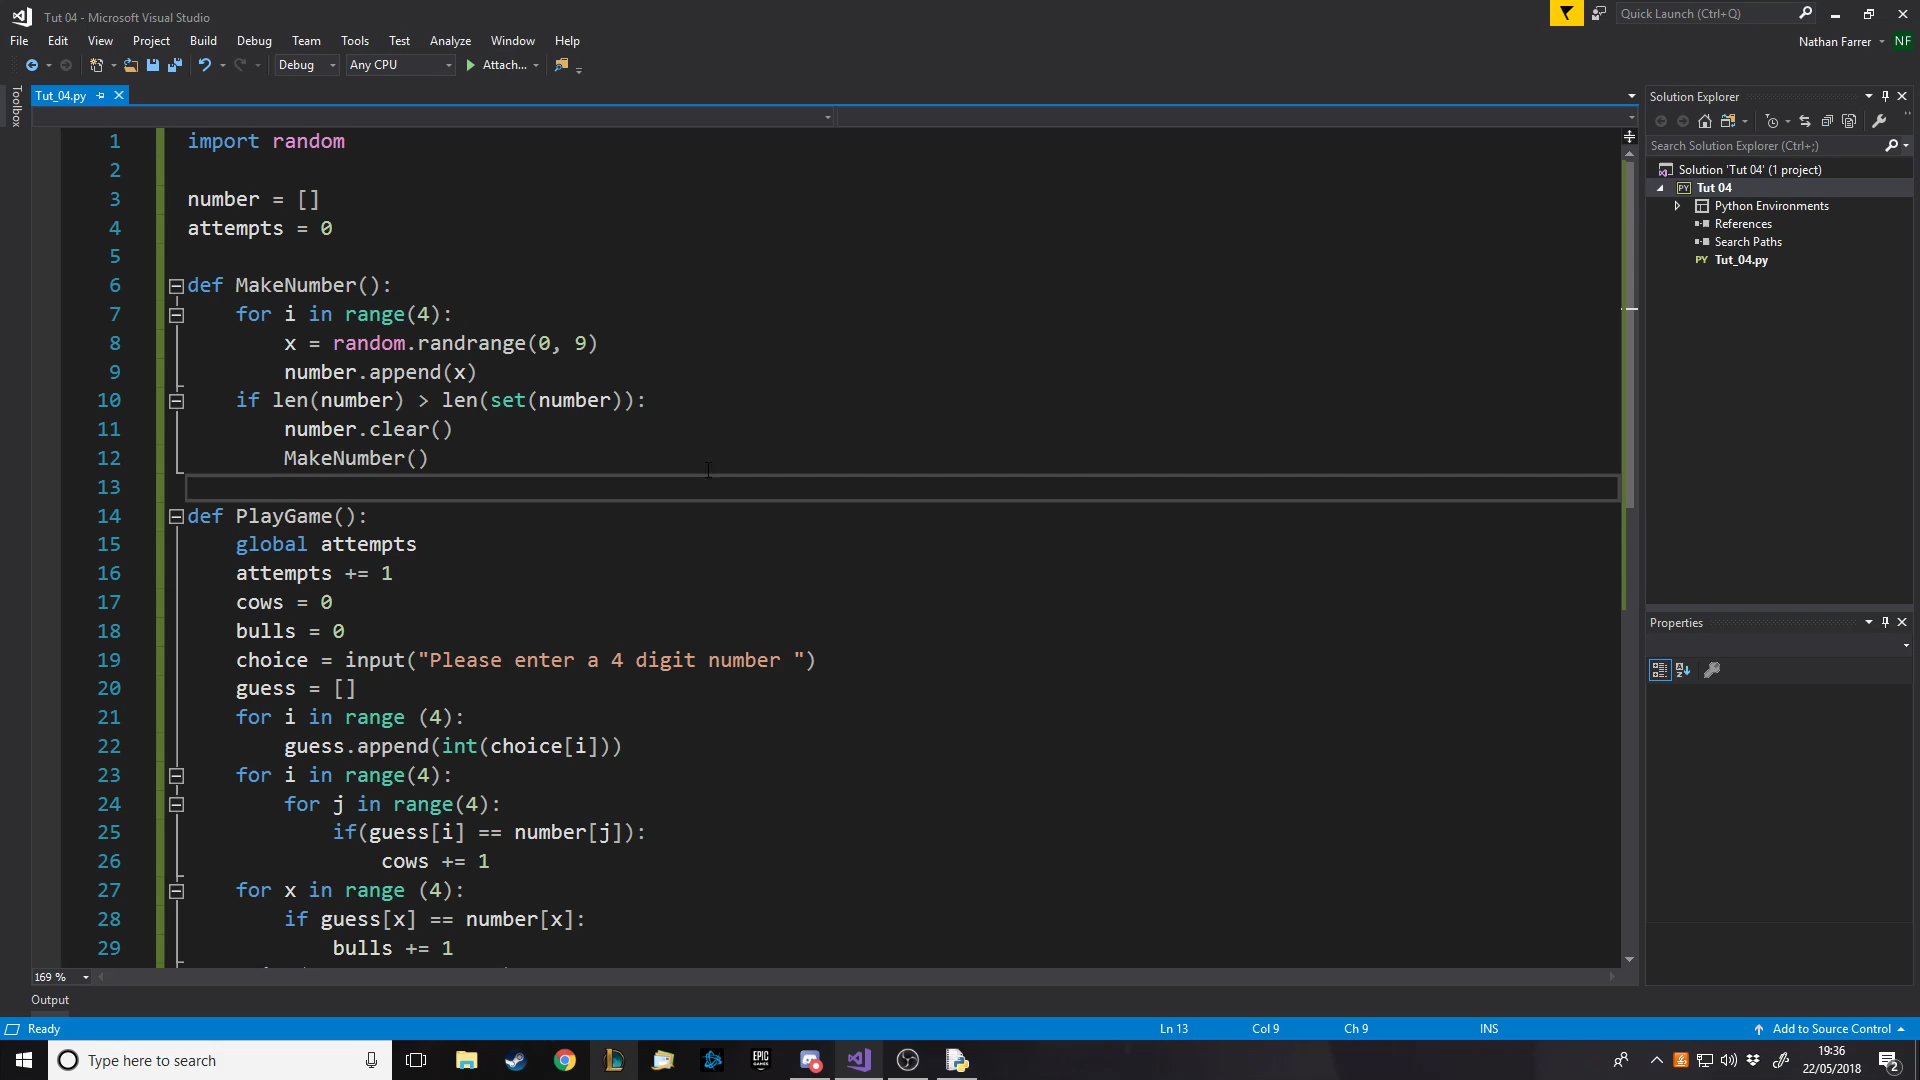 Tut 04 - Microsoft Visual Studio
Quick Launch (Ctrl+Q)
File Edit View Project Build Debug Team Tools Test Analyze Window Help
Nathan Farrer NF
Debug Any CPU Attach...
Toolbox
Tut_04.py
1 import random
2
3 number = []
4 attempts = 0
5
6 def MakeNumber():
7 for i in range(4):
8 x = random.randrange(0, 9)
9 number.append(x)
10 if len(number) > len(set(number)):
11 number.clear()
12 MakeNumber()
13
14 def PlayGame():
15 global attempts
16 attempts += 1
17 cows = 0
18 bulls = 0
19 choice = input("Please enter a 4 digit number ")
20 guess = []
21 for i in range (4):
22 guess.append(int(choice[i]))
23 for i in range(4):
24 for j in range(4):
25 if(guess[i] == number[j]):
26 cows += 1
27 for x in range (4):
28 if guess[x] == number[x]:
29 bulls += 1
169 %
Solution Explorer
Search Solution Explorer (Ctrl+;)
Solution 'Tut 04' (1 project)
PY Tut 04
Python Environments
References
Search Paths
PY Tut_04.py
Properties
Output
Ready Ln 13 Col 9 Ch 9 INS Add to Source Control
Type here to search
EPIC GAMES
19:36
22/05/2018
2